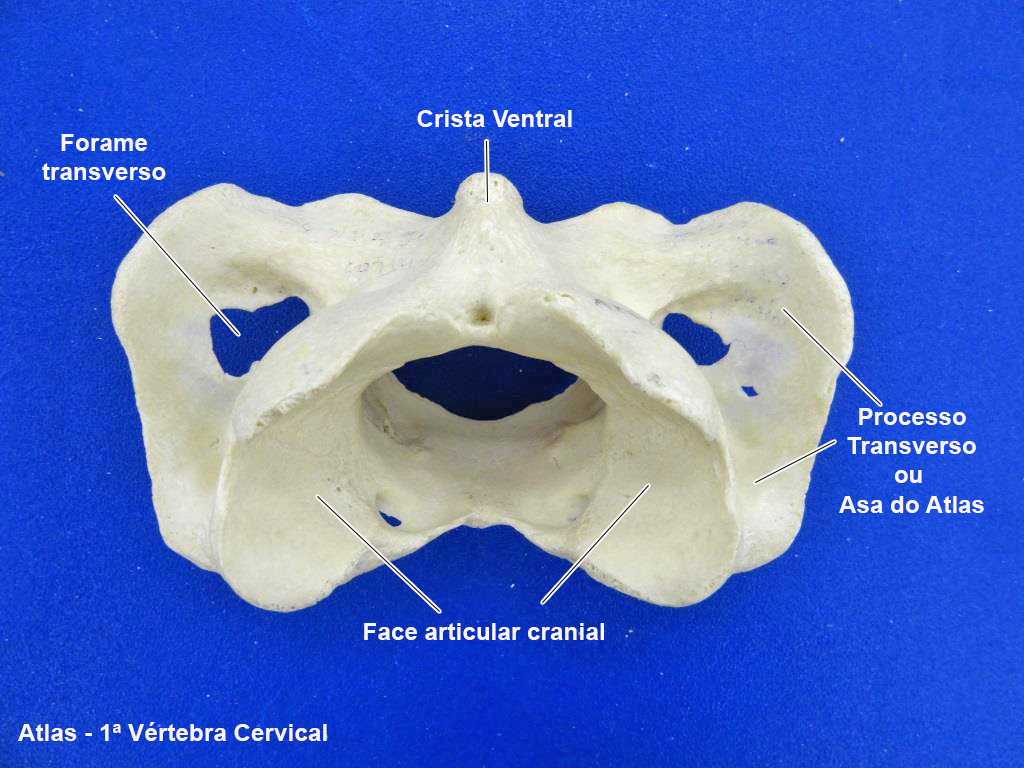 Crista Ventral
Forame
transverso
Processo
Transverso
ou
Asa do Atlas
Face articular cranial
Atlas - 1ª Vértebra Cervical